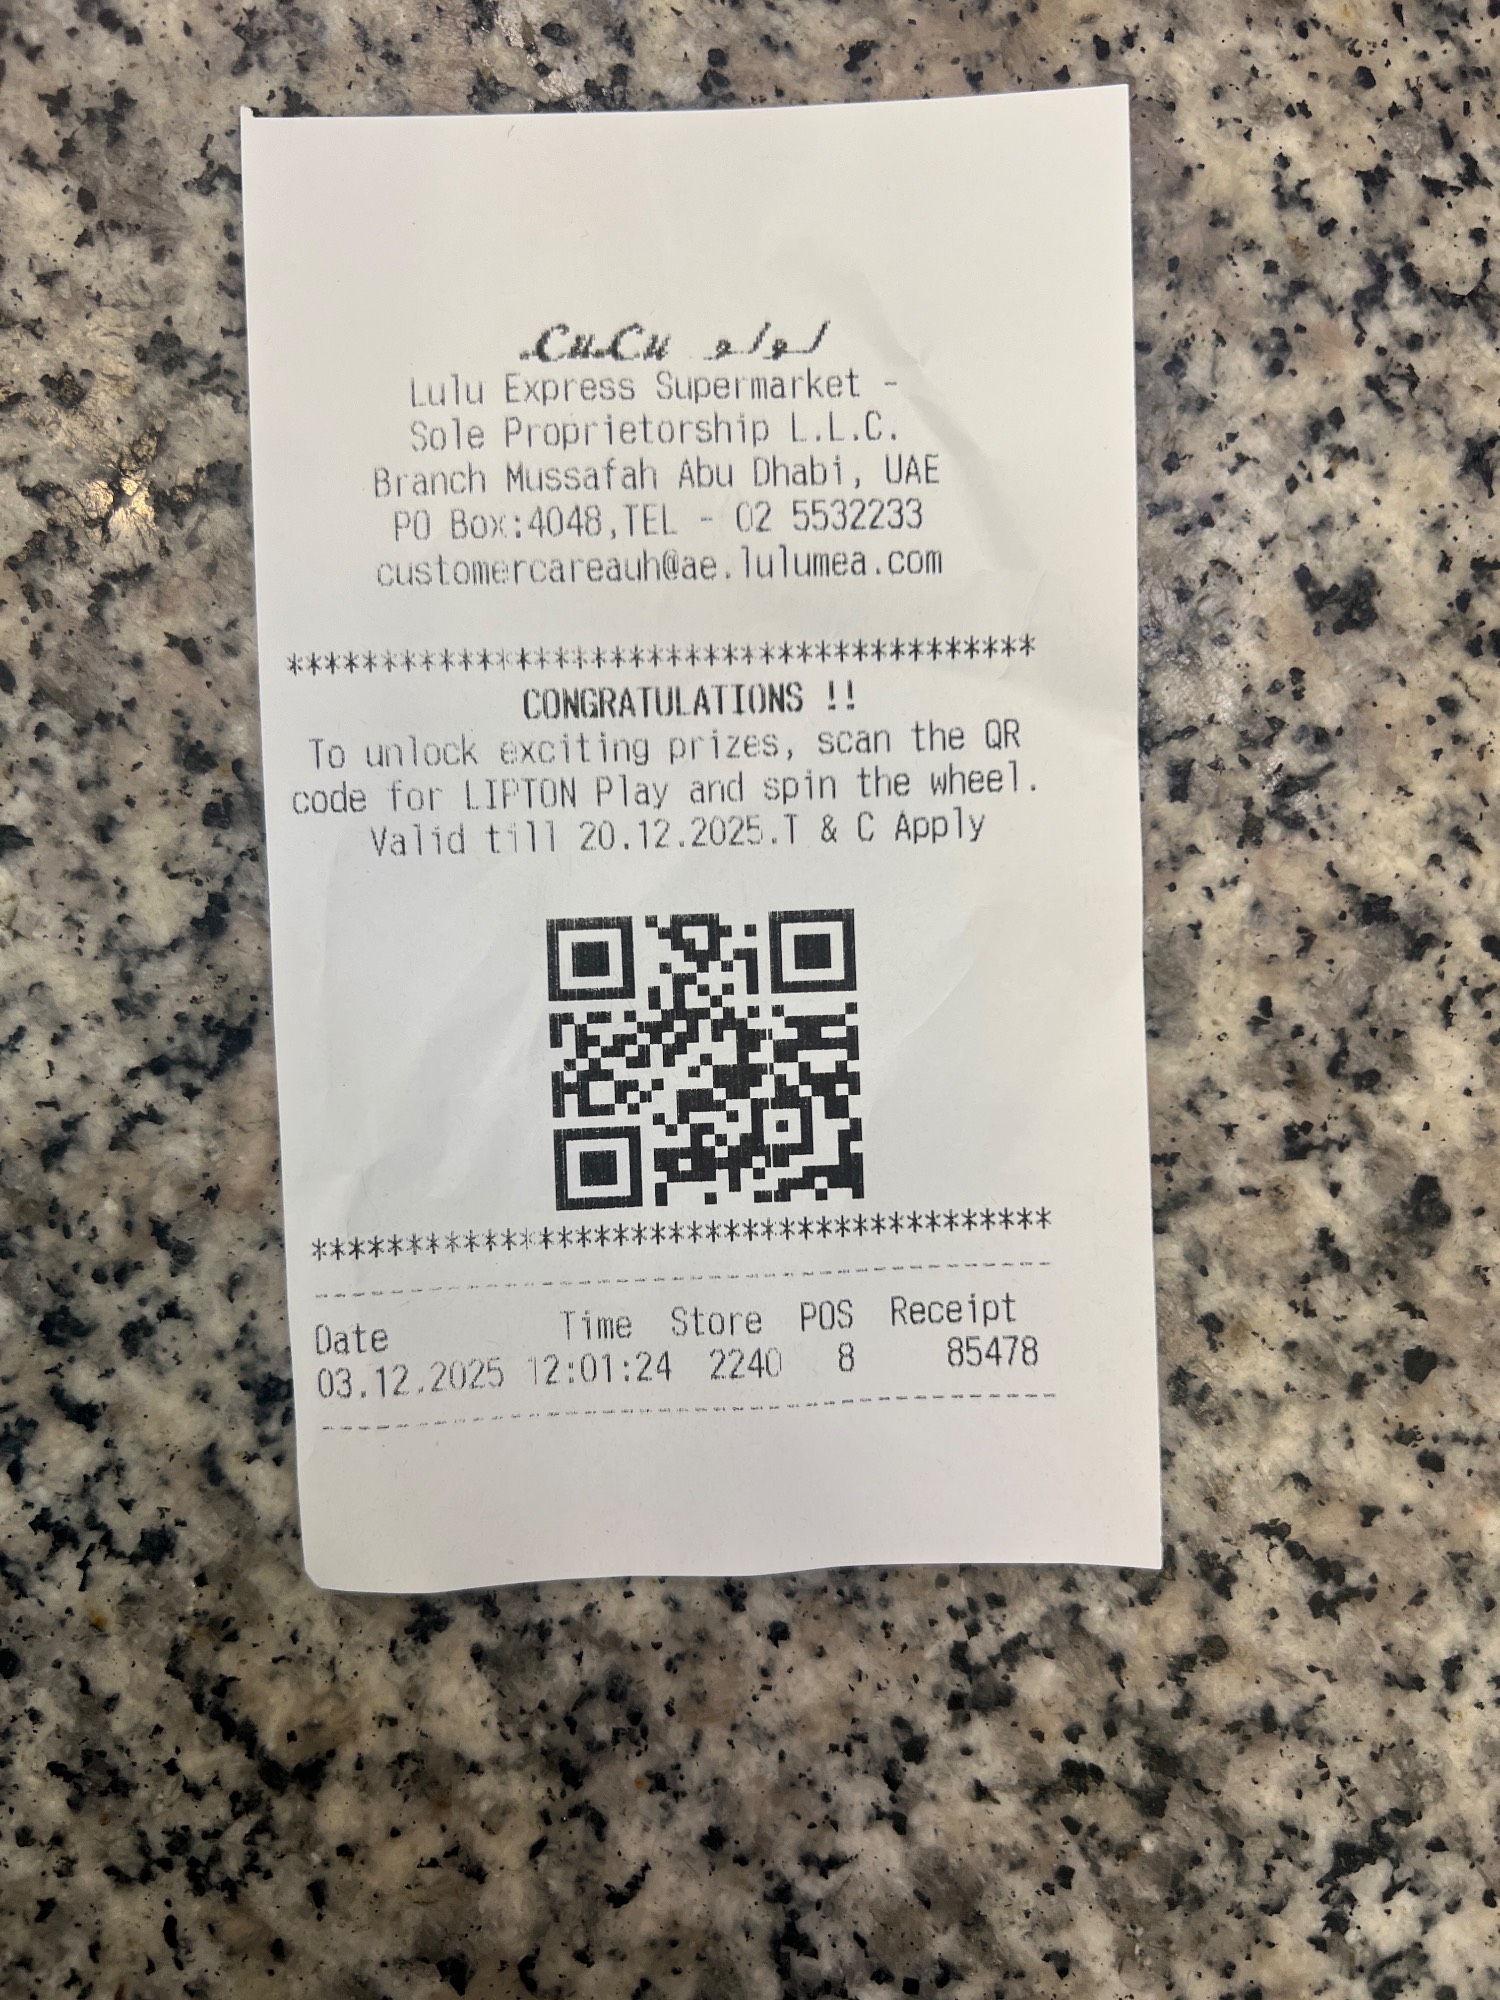 LuLu لولو
Lulu Express Supermarket -
Sole Proprietorship L.L.C.
Branch Mussafah Abu Dhabi, UAE
PO Box:4048,TEL - 02 5532233
customercareauh@ae.lulumea.com
****************************************
CONGRATULATIONS !!
To unlock exciting prizes, scan the QR
code for LIPTON Play and spin the wheel.
Valid till 20.12.2025.T & C Apply
****************************************
----------------------------------------
Date Time Store POS Receipt
03.12.2025 12:01:24 2240 8 85478
----------------------------------------